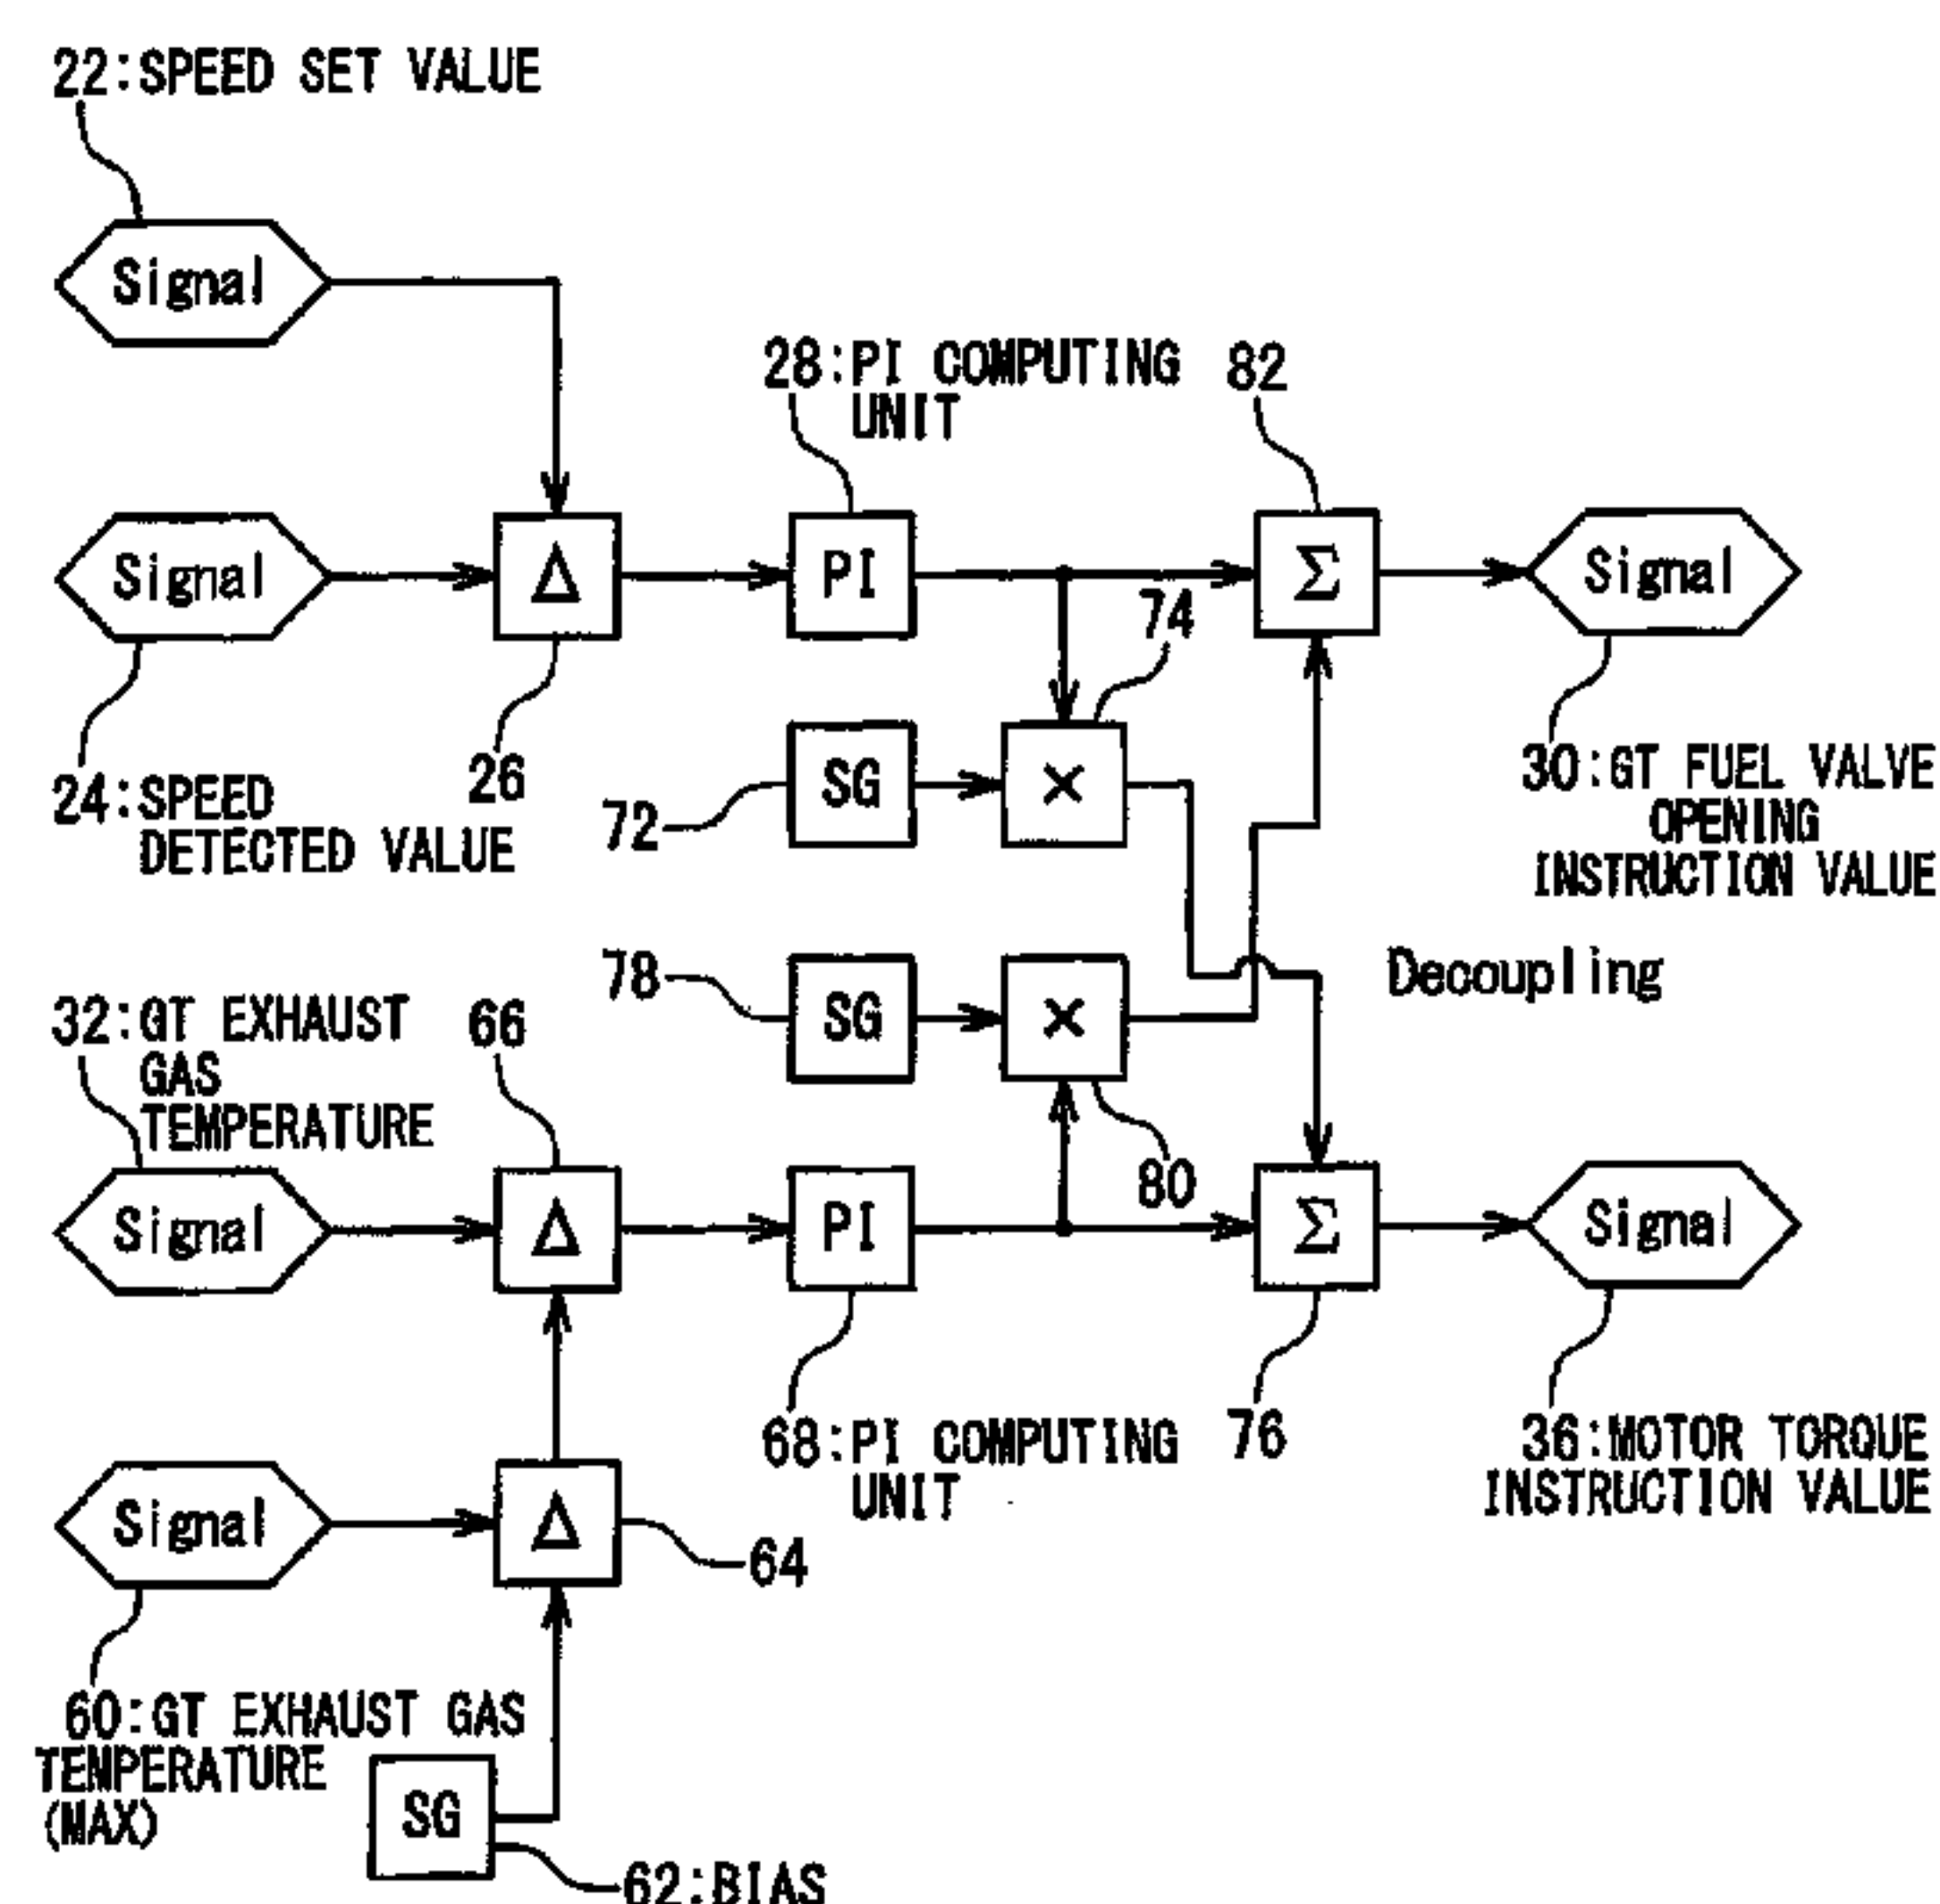 22:SPEED SET VALUE
Signal
28:PI COMPUTING
UNIT
82
Signal
Δ
PI
Σ
Signal
74
24:SPEED
DETECTED VALUE
26
72
SG
×
30:GT FUEL VALVE
OPENING
INSTRUCTION VALUE
78
SG
×
Decoupling
32:GT EXHAUST
GAS
TEMPERATURE
66
80
Signal
Δ
PI
Σ
Signal
68:PI COMPUTING
UNIT
76
36:MOTOR TORQUE
INSTRUCTION VALUE
Signal
Δ
64
60:GT EXHAUST GAS
TEMPERATURE
(MAX)
SG
62:BIAS